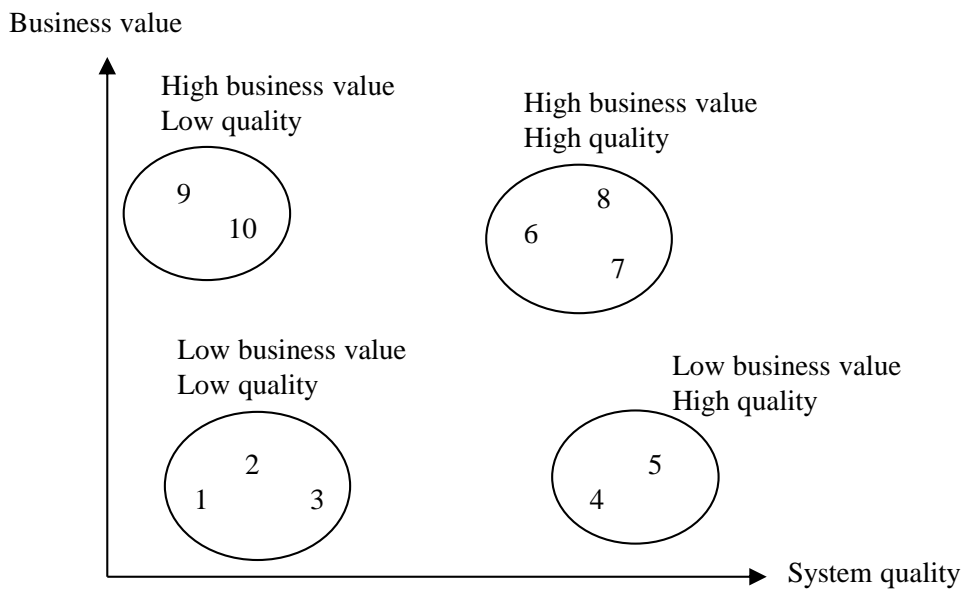 Business value
High business value
Low quality
High business value
High quality
9
10
8
6
7
Low business value
Low quality
Low business value
High quality
2
1
3
5
4
System quality